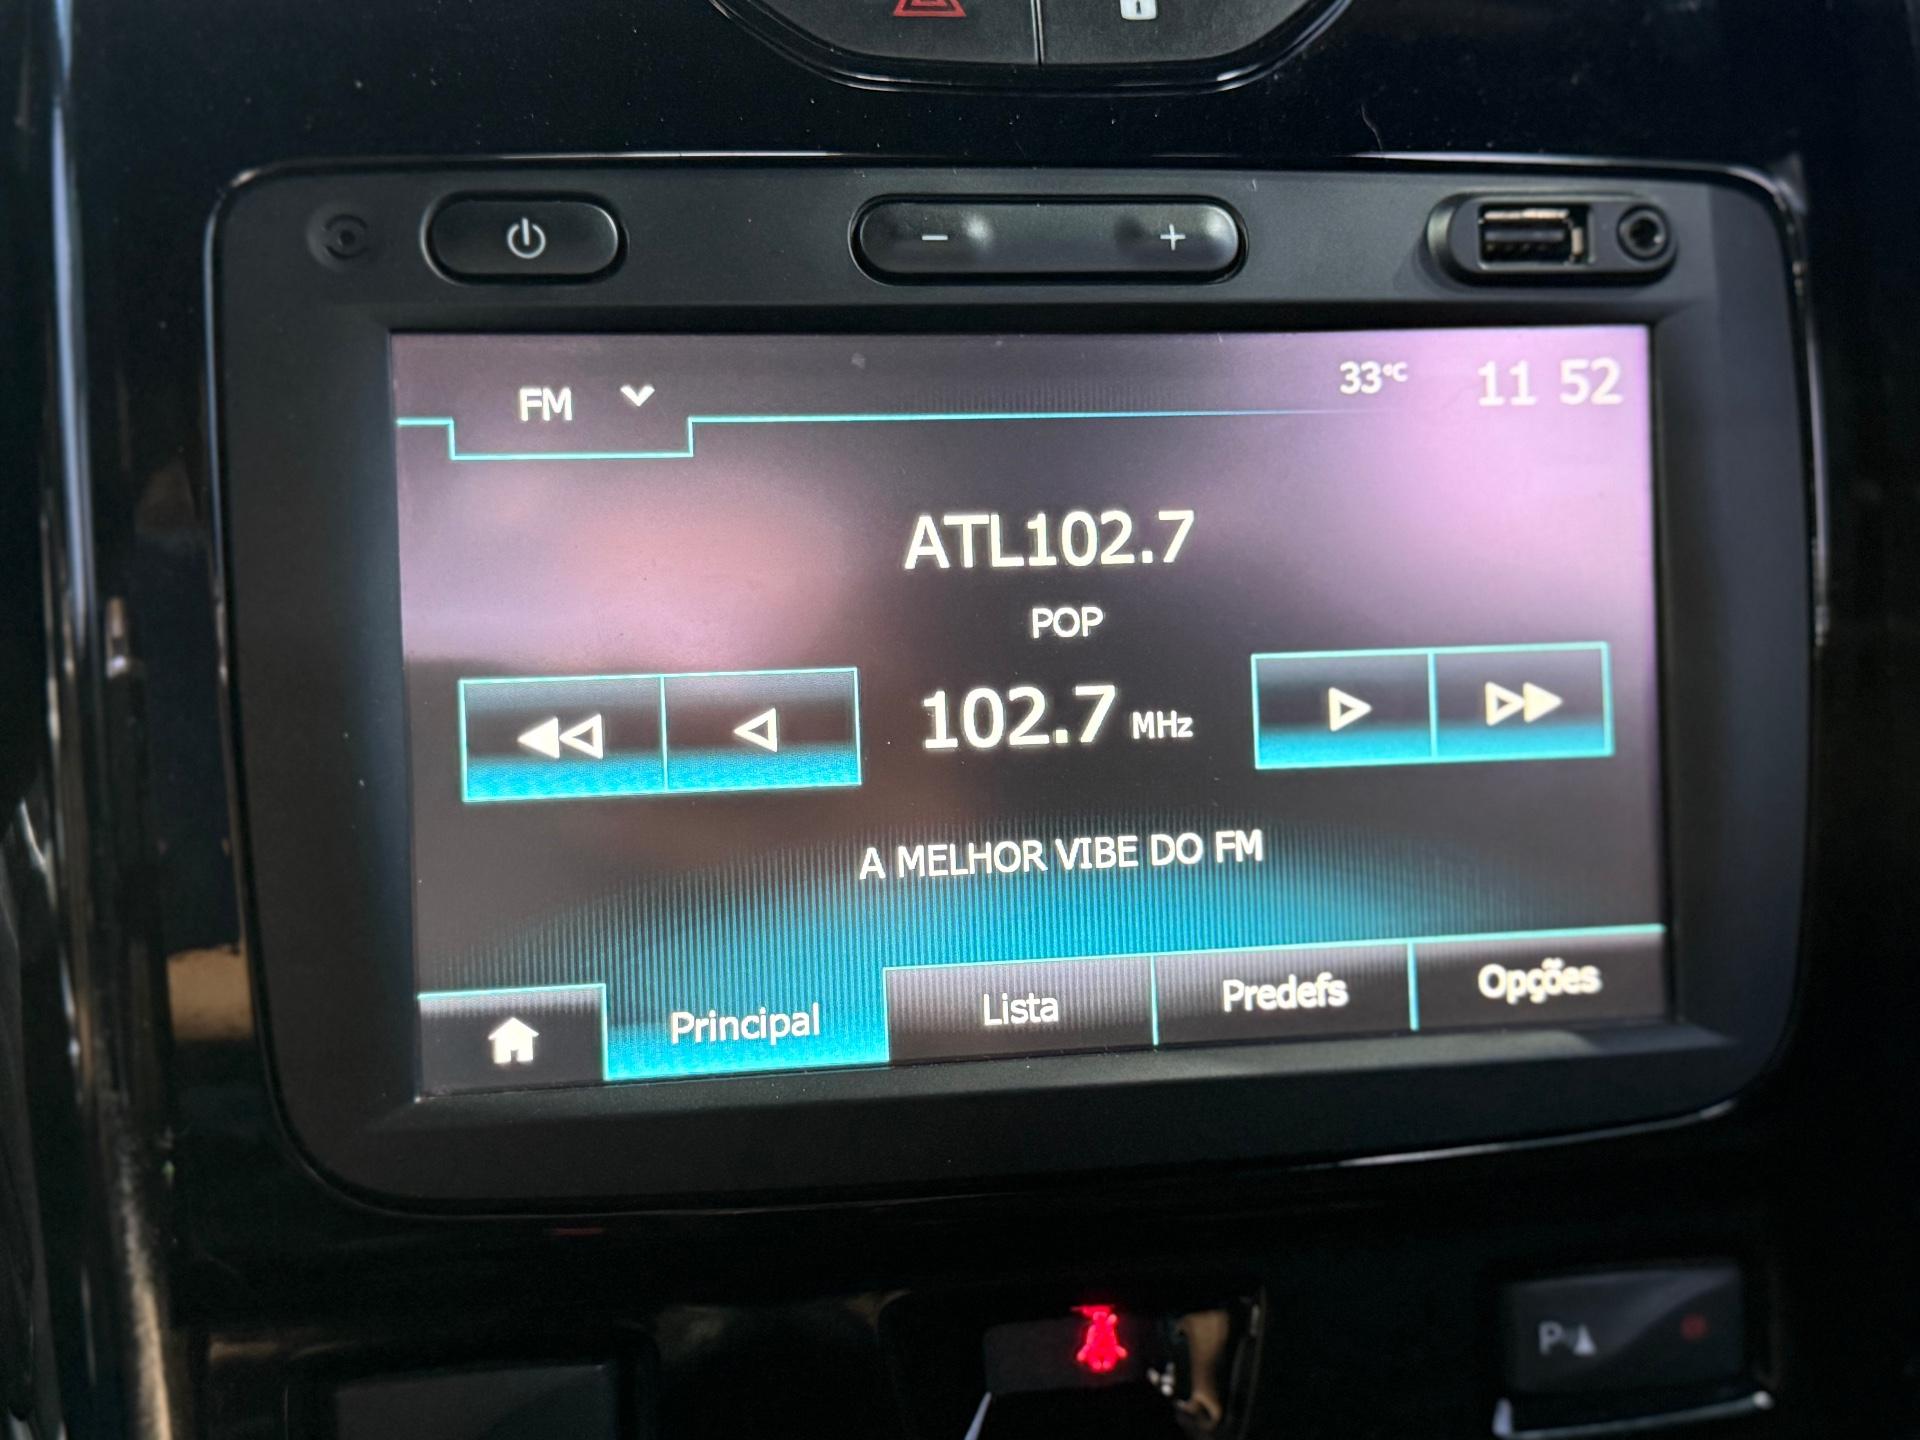 FM
33°C 11 52
ATL102.7
POP
102.7 MHz
A MELHOR VIBE DO FM
Principal Lista Predefs Opções
P